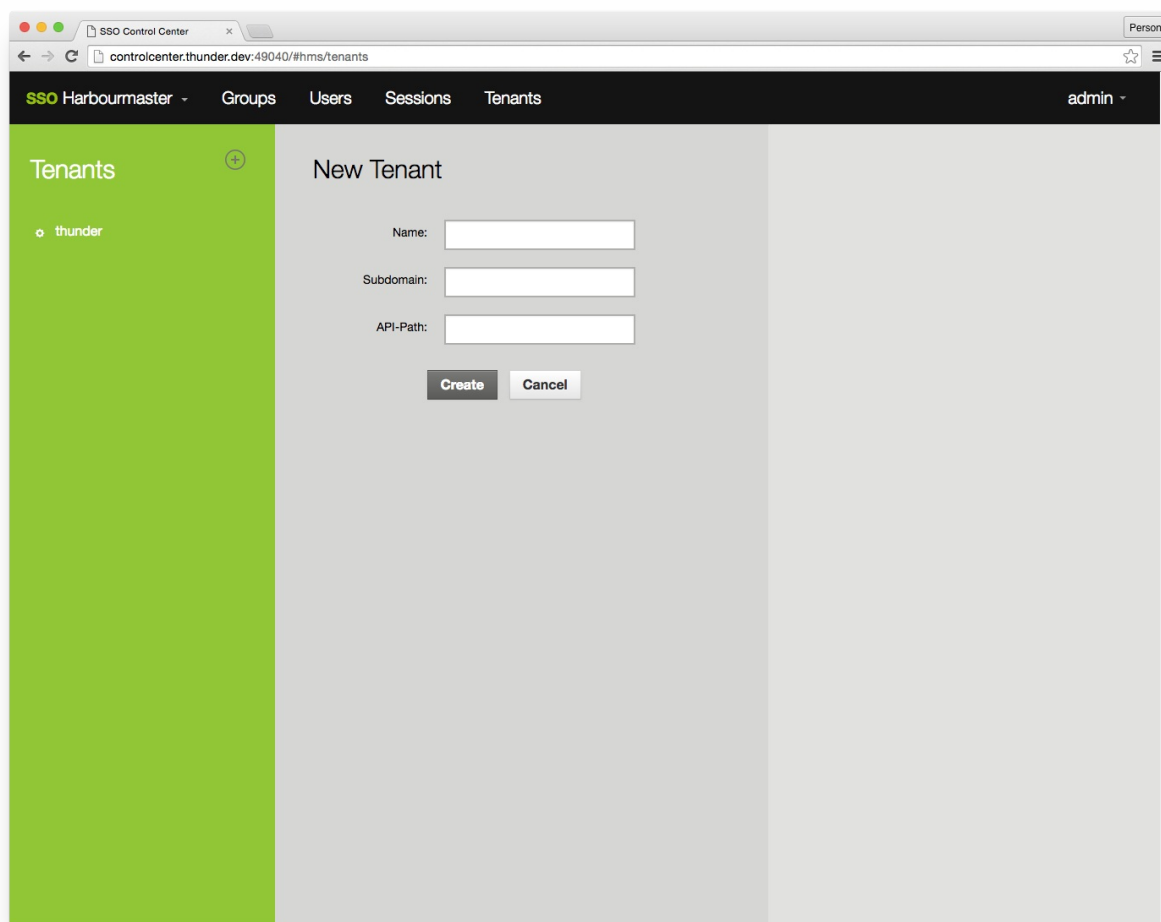 SSO Control Center
Person
controlcenter.thunder.dev:49040/#hms/tenants
SSO Harbourmaster Groups Users Sessions Tenants admin
Tenants
thunder
New Tenant
Name:
Subdomain:
API-Path:
Create Cancel